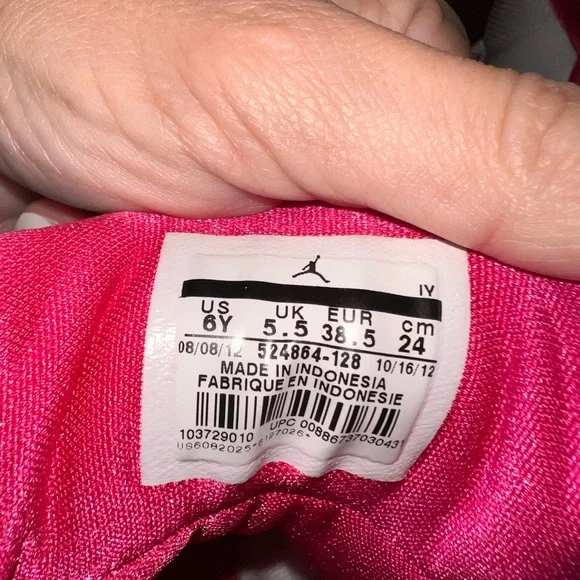 IY
US UK EUR cm
6Y 5.5 38.5 24
08/08/12 524864-128 10/16/12
MADE IN INDONESIA
FABRIQUE EN INDONESIE
103729010 UPC 00886737030431